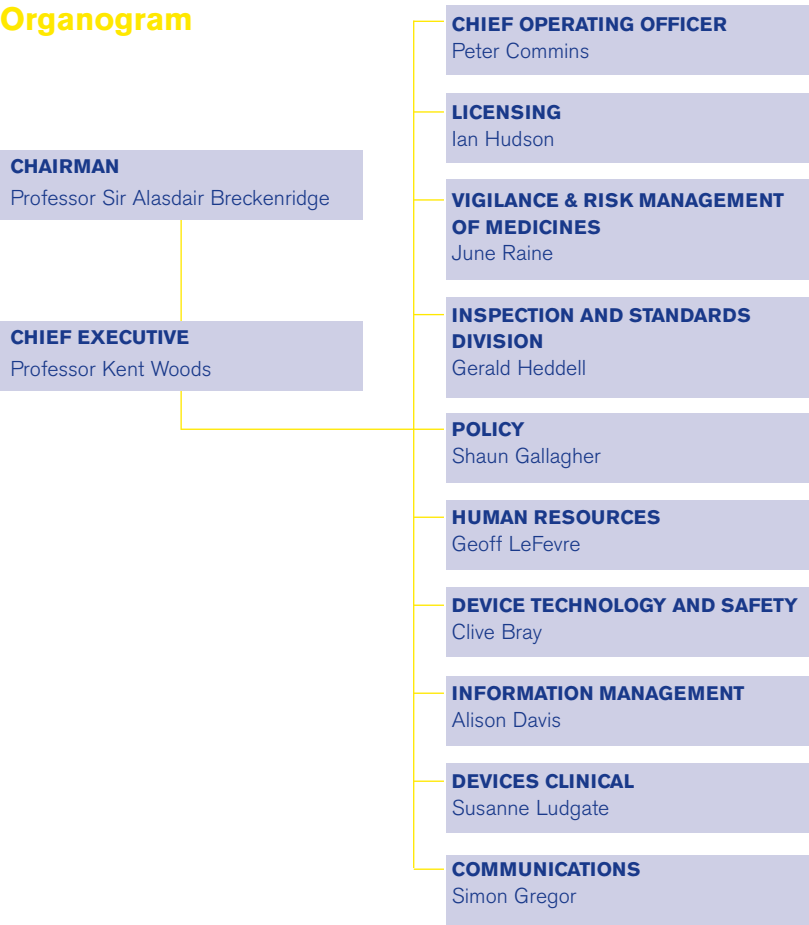 Organogram
CHAIRMAN
Professor Sir Alasdair Breckenridge
CHIEF EXECUTIVE
Professor Kent Woods
CHIEF OPERATING OFFICER
Peter Commins
LICENSING
Ian Hudson
VIGILANCE & RISK MANAGEMENT
OF MEDICINES
June Raine
INSPECTION AND STANDARDS
DIVISION
Gerald Heddell
POLICY
Shaun Gallagher
HUMAN RESOURCES
Geoff LeFevre
DEVICE TECHNOLOGY AND SAFETY
Clive Bray
INFORMATION MANAGEMENT
Alison Davis
DEVICES CLINICAL
Susanne Ludgate
COMMUNICATIONS
Simon Gregor